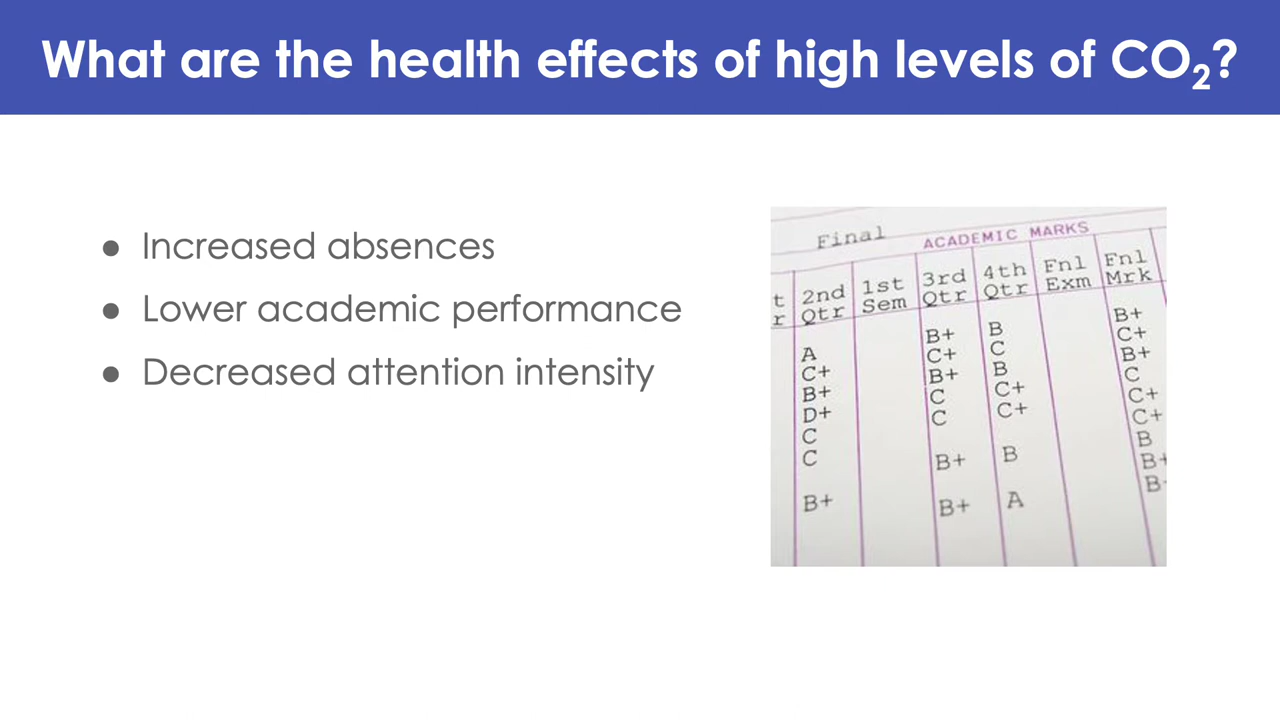 What are the health effects of high levels of CO₂?
● Increased absences
● Lower academic performance
● Decreased attention intensity
Final ACADEMIC MARKS
t 2nd 1st 3rd 4th Fnl Fnl
r Qtr Sem Qtr Qtr Exm Mrk
A B+ B B+
C+ C+ C C+
B+ B+ B B+
D+ C C+ C
C C C+ C+
C C+
B+ B B
B+ B+ A B+
B